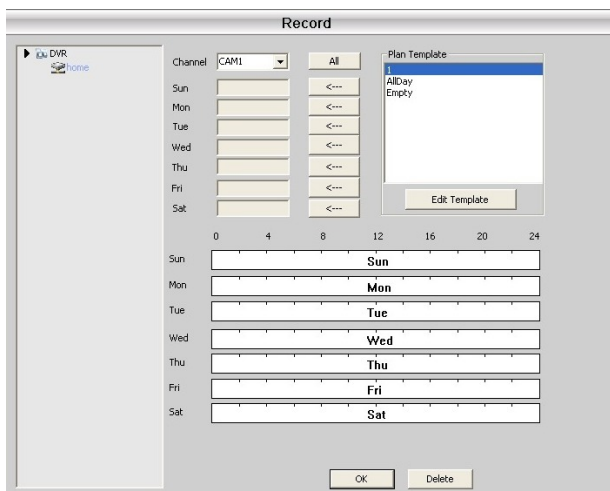 Record
DVR
home
Channel CAM1 All
Plan Template
1
AllDay
Empty
Edit Template
Sun <---
Mon <---
Tue <---
Wed <---
Thu <---
Fri <---
Sat <---
0 4 8 12 16 20 24
Sun Sun
Mon Mon
Tue Tue
Wed Wed
Thu Thu
Fri Fri
Sat Sat
OK Delete